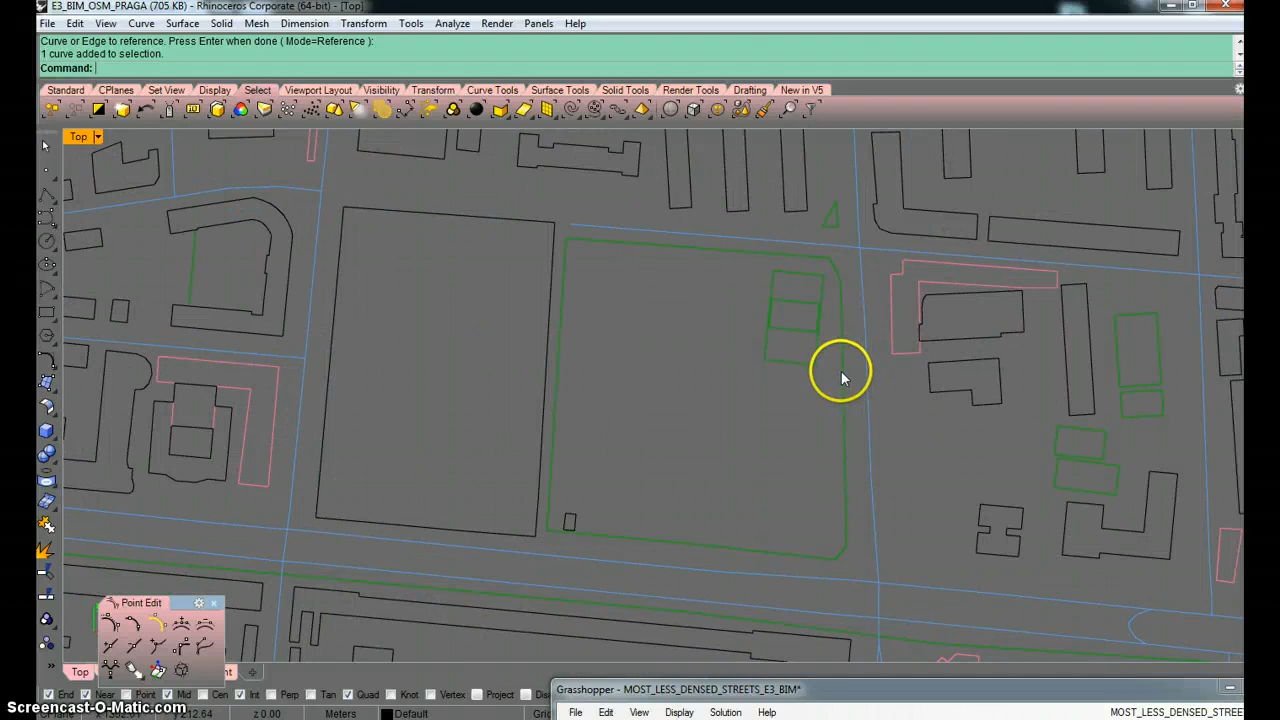 E3_BIM_OSM_PRAGA (705 KB) - Rhinoceros Corporate (64-bit) - [Top]
File Edit View Curve Surface Solid Mesh Dimension Transform Tools Analyze Render Panels Help
Curve or Edge to reference. Press Enter when done ( Mode=Reference ):
1 curve added to selection.
Command:
Standard CPlanes Set View Display Select Viewport Layout Visibility Transform Curve Tools Surface Tools Solid Tools Render Tools Drafting New in V5
Top
Point Edit
Top
End Near Point Mid Cen Int Perp Tan Quad Knot Vertex Project
Grasshopper - MOST_LESS_DENSED_STREETS_E3_BIM*
File Edit View Display Solution Help
z 0.00 Meters Default
Screencast-O-Matic.com